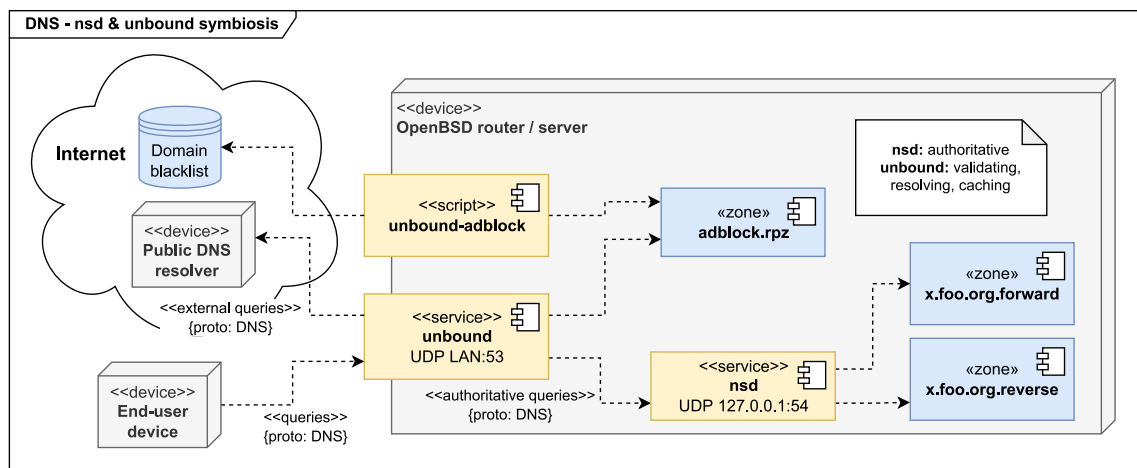 DNS - nsd & unbound symbiosis
Internet
Domain
blacklist
<<device>>
Public DNS
resolver
<<external queries>>
{proto: DNS}
<<device>>
End-user
device
<<queries>>
{proto: DNS}
<<device>>
OpenBSD router / server
<<script>>
unbound-adblock
<<service>>
unbound
UDP LAN:53
<<authoritative queries>>
{proto: DNS}
«zone»
adblock.rpz
<<service>>
nsd
UDP 127.0.0.1:54
nsd: authoritative
unbound: validating,
resolving, caching
«zone»
x.foo.org.forward
«zone»
x.foo.org.reverse